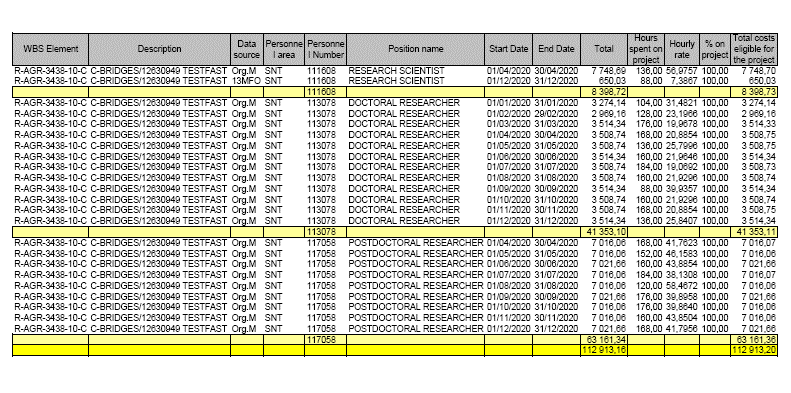 WBS Element Description Data source Personne l area Personne l Number Position name Start Date End Date Total Hours spent on project Hourly rate % on project Total costs eligible for the project
R-AGR-3438-10-C C-BRIDGES/12630949 TESTFAST Org.M SNT 111608 RESEARCH SCIENTIST 01/04/2020 30/04/2020 7 748,69 136,00 56,9757 100,00 7 748,70
R-AGR-3438-10-C C-BRIDGES/12630949 TESTFAST 13MFO SNT 111608 RESEARCH SCIENTIST 01/12/2020 31/12/2020 650,03 88,00 7,3867 100,00 650,03
111608 8 398,72 8 398,73
R-AGR-3438-10-C C-BRIDGES/12630949 TESTFAST Org.M SNT 113078 DOCTORAL RESEARCHER 01/01/2020 31/01/2020 3 274,14 104,00 31,4821 100,00 3 274,14
R-AGR-3438-10-C C-BRIDGES/12630949 TESTFAST Org.M SNT 113078 DOCTORAL RESEARCHER 01/02/2020 29/02/2020 2 969,16 128,00 23,1966 100,00 2 969,16
R-AGR-3438-10-C C-BRIDGES/12630949 TESTFAST Org.M SNT 113078 DOCTORAL RESEARCHER 01/03/2020 31/03/2020 3 514,34 176,00 19,9678 100,00 3 514,33
R-AGR-3438-10-C C-BRIDGES/12630949 TESTFAST Org.M SNT 113078 DOCTORAL RESEARCHER 01/04/2020 30/04/2020 3 508,74 168,00 20,8854 100,00 3 508,75
R-AGR-3438-10-C C-BRIDGES/12630949 TESTFAST Org.M SNT 113078 DOCTORAL RESEARCHER 01/05/2020 31/05/2020 3 508,74 136,00 25,7996 100,00 3 508,75
R-AGR-3438-10-C C-BRIDGES/12630949 TESTFAST Org.M SNT 113078 DOCTORAL RESEARCHER 01/06/2020 30/06/2020 3 514,34 160,00 21,9646 100,00 3 514,34
R-AGR-3438-10-C C-BRIDGES/12630949 TESTFAST Org.M SNT 113078 DOCTORAL RESEARCHER 01/07/2020 31/07/2020 3 508,74 184,00 19,0692 100,00 3 508,73
R-AGR-3438-10-C C-BRIDGES/12630949 TESTFAST Org.M SNT 113078 DOCTORAL RESEARCHER 01/08/2020 31/08/2020 3 508,74 160,00 21,9296 100,00 3 508,74
R-AGR-3438-10-C C-BRIDGES/12630949 TESTFAST Org.M SNT 113078 DOCTORAL RESEARCHER 01/09/2020 30/09/2020 3 514,34 88,00 39,9357 100,00 3 514,34
R-AGR-3438-10-C C-BRIDGES/12630949 TESTFAST Org.M SNT 113078 DOCTORAL RESEARCHER 01/10/2020 31/10/2020 3 508,74 160,00 21,9296 100,00 3 508,74
R-AGR-3438-10-C C-BRIDGES/12630949 TESTFAST Org.M SNT 113078 DOCTORAL RESEARCHER 01/11/2020 30/11/2020 3 508,74 168,00 20,8854 100,00 3 508,75
R-AGR-3438-10-C C-BRIDGES/12630949 TESTFAST Org.M SNT 113078 DOCTORAL RESEARCHER 01/12/2020 31/12/2020 3 514,34 136,00 25,8407 100,00 3 514,34
113078 41 353,10 41 353,11
R-AGR-3438-10-C C-BRIDGES/12630949 TESTFAST Org.M SNT 117058 POSTDOCTORAL RESEARCHER 01/04/2020 30/04/2020 7 016,06 168,00 41,7623 100,00 7 016,07
R-AGR-3438-10-C C-BRIDGES/12630949 TESTFAST Org.M SNT 117058 POSTDOCTORAL RESEARCHER 01/05/2020 31/05/2020 7 016,06 152,00 46,1583 100,00 7 016,06
R-AGR-3438-10-C C-BRIDGES/12630949 TESTFAST Org.M SNT 117058 POSTDOCTORAL RESEARCHER 01/06/2020 30/06/2020 7 021,66 160,00 43,8854 100,00 7 021,66
R-AGR-3438-10-C C-BRIDGES/12630949 TESTFAST Org.M SNT 117058 POSTDOCTORAL RESEARCHER 01/07/2020 31/07/2020 7 016,06 184,00 38,1308 100,00 7 016,07
R-AGR-3438-10-C C-BRIDGES/12630949 TESTFAST Org.M SNT 117058 POSTDOCTORAL RESEARCHER 01/08/2020 31/08/2020 7 016,06 120,00 58,4672 100,00 7 016,06
R-AGR-3438-10-C C-BRIDGES/12630949 TESTFAST Org.M SNT 117058 POSTDOCTORAL RESEARCHER 01/09/2020 30/09/2020 7 021,66 176,00 39,8958 100,00 7 021,66
R-AGR-3438-10-C C-BRIDGES/12630949 TESTFAST Org.M SNT 117058 POSTDOCTORAL RESEARCHER 01/10/2020 31/10/2020 7 016,06 176,00 39,8640 100,00 7 016,06
R-AGR-3438-10-C C-BRIDGES/12630949 TESTFAST Org.M SNT 117058 POSTDOCTORAL RESEARCHER 01/11/2020 30/11/2020 7 016,06 160,00 43,8504 100,00 7 016,06
R-AGR-3438-10-C C-BRIDGES/12630949 TESTFAST Org.M SNT 117058 POSTDOCTORAL RESEARCHER 01/12/2020 31/12/2020 7 021,66 168,00 41,7956 100,00 7 021,66
117058 63 161,34 63 161,36
112 913,16 112 913,20